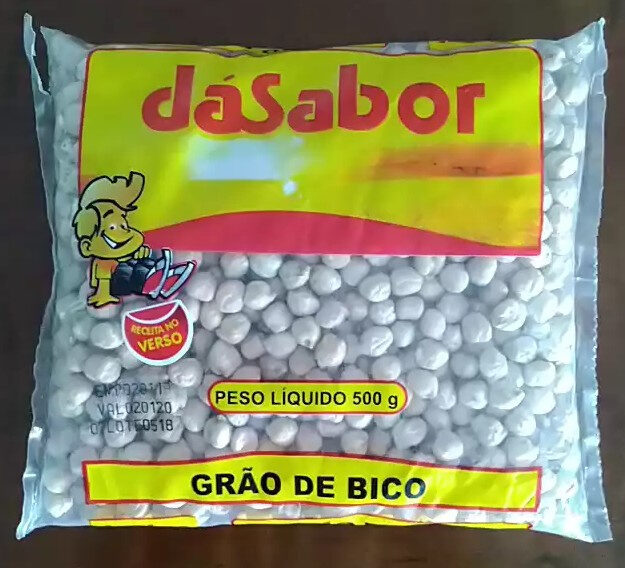 dáSabor
RECEITA NO
VERSO
PESO LÍQUIDO 500 g
GRÃO DE BICO